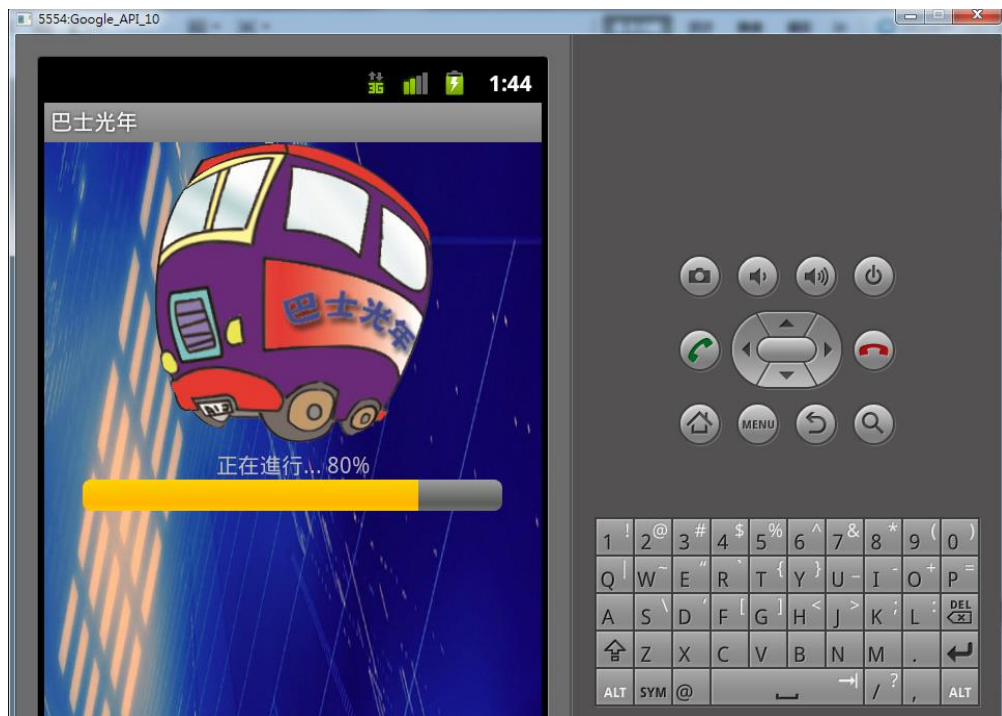 5554:Google_API_10
3G 1:44
巴士光年
巴士光年
正在進行... 80%
MENU
1 ! 2 @ 3 # 4 $ 5 % 6 ^ 7 & 8 * 9 ( 0 )
Q | W ~ E " R ` T { Y } U _ I - O + P =
A S \ D ' F [ G ] H < J > K ; L : DEL
Z X C V B N M .
ALT SYM @ / ? , ALT